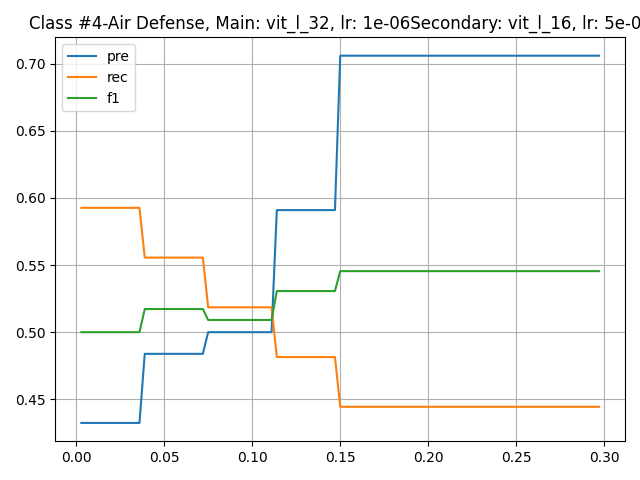 Class #4-Air Defense, Main: vit_l_32, lr: 1e-06Secondary: vit_l_16, lr: 5e-0
pre
rec
f1
0.70
0.65
0.60
0.55
0.50
0.45
0.00 0.05 0.10 0.15 0.20 0.25 0.30